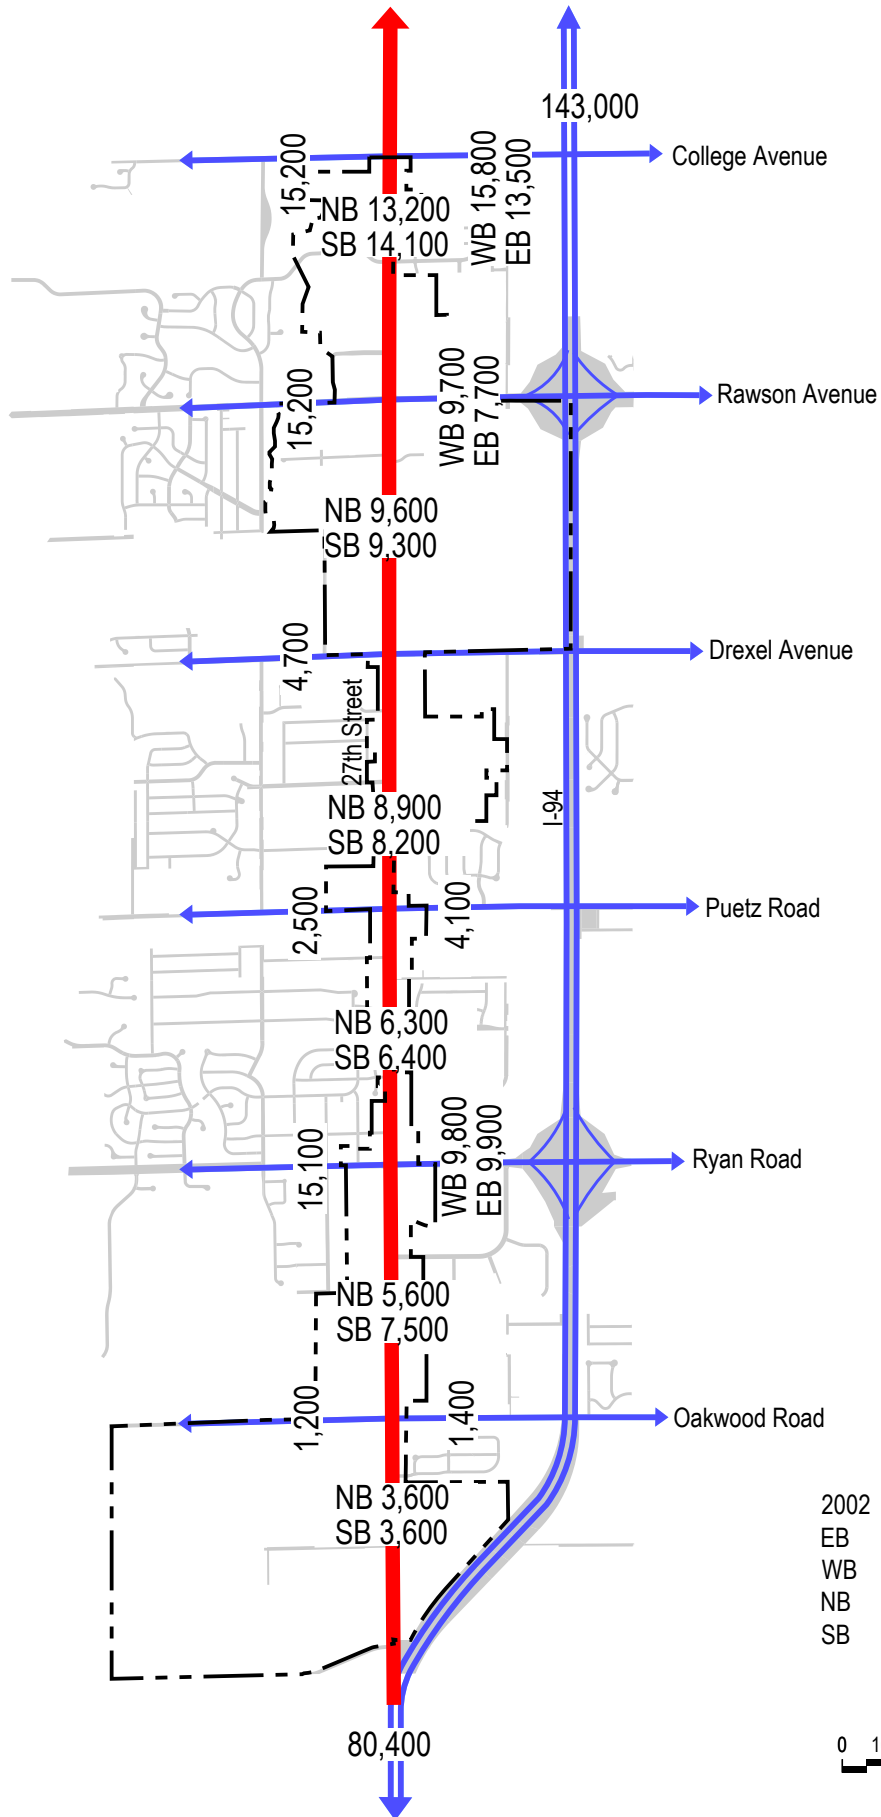 143,000
College Avenue
15,200
WB 15,800
EB 13,500
NB 13,200
SB 14,100
Rawson Avenue
15,200
WB 9,700
EB 7,700
NB 9,600
SB 9,300
Drexel Avenue
4,700
27th Street
I-94
NB 8,900
SB 8,200
Puetz Road
2,500
4,100
NB 6,300
SB 6,400
15,100
WB 9,800
EB 9,900
Ryan Road
NB 5,600
SB 7,500
1,200
1,400
Oakwood Road
NB 3,600
SB 3,600
2002
EB
WB
NB
SB
80,400
0 1